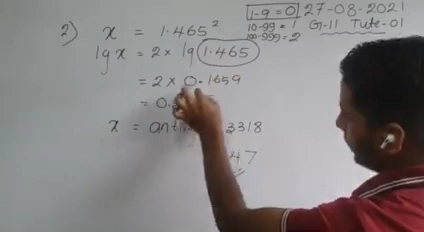 1-9 = 0 27-08-2021
10-99 = 1 Gr-11 Tute-01
100-999 = 2
2) x = 1.465²
lg x = 2 × lg 1.465
= 2 × 0.1659
= 0.
x = 3318
47